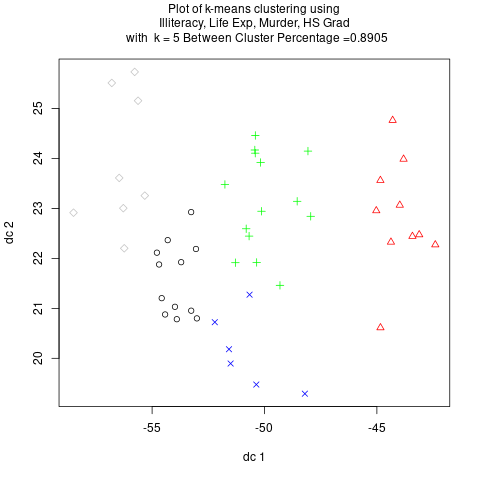 Plot of k-means clustering using
Illiteracy, Life Exp, Murder, HS Grad
with k = 5 Between Cluster Percentage =0.8905
25
24
23
22
21
20
dc 2
-55
-50
-45
dc 1